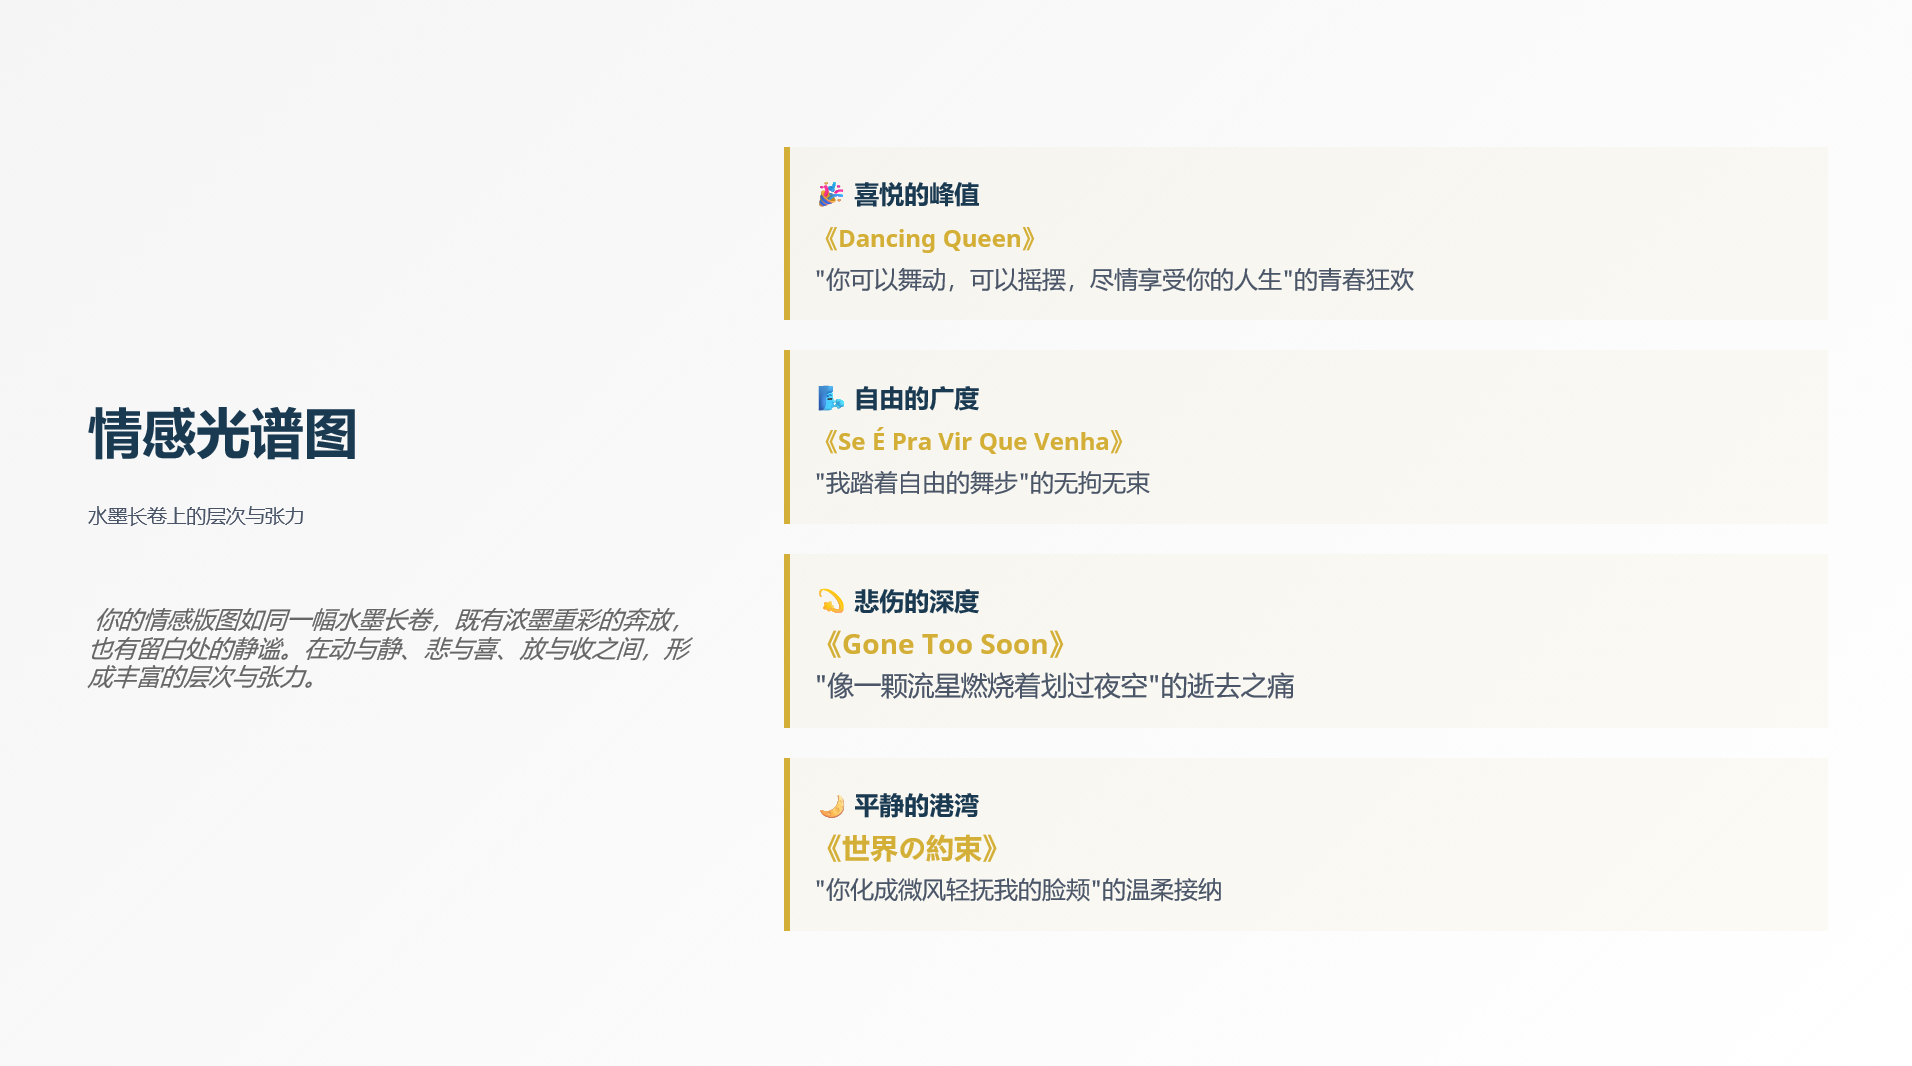 情感光谱图
水墨长卷上的层次与张力
你的情感版图如同一幅水墨长卷，既有浓墨重彩的奔放，
也有留白处的静谧。在动与静、悲与喜、放与收之间，形
成丰富的层次与张力。
🎉 喜悦的峰值
《Dancing Queen》
"你可以舞动，可以摇摆，尽情享受你的人生"的青春狂欢
🌬️ 自由的广度
《Se É Pra Vir Que Venha》
"我踏着自由的舞步"的无拘无束
💫 悲伤的深度
《Gone Too Soon》
"像一颗流星燃烧着划过夜空"的逝去之痛
🌙 平静的港湾
《世界の約束》
"你化成微风轻抚我的脸颊"的温柔接纳